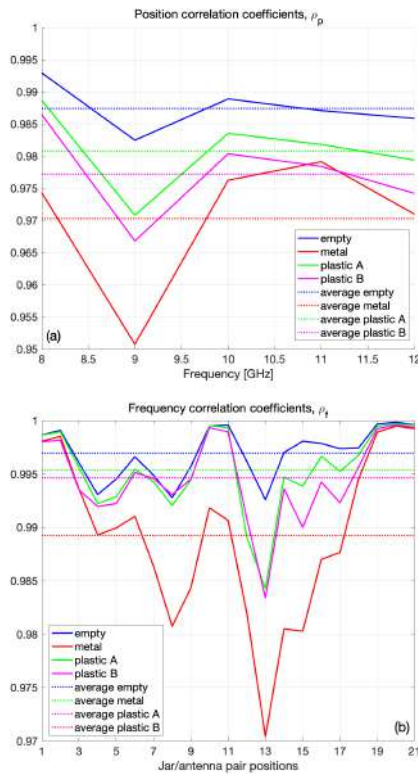 Position correlation coefficients, ρp
0.995
0.99
0.985
0.98
0.975
0.97
0.965
0.96
0.955
0.95
empty
metal
plastic A
plastic B
average empty
average metal
average plastic A
average plastic B
(a)
8 8.5 9 9.5 10 10.5 11 11.5 12
Frequency [GHz]
Frequency correlation coefficients, ρf
1
0.995
0.99
0.985
0.98
0.975
0.97
empty
metal
plastic A
plastic B
average empty
average metal
average plastic A
average plastic B
(b)
1 3 5 7 9 11 13 15 17 19 21
Jar/antenna pair positions